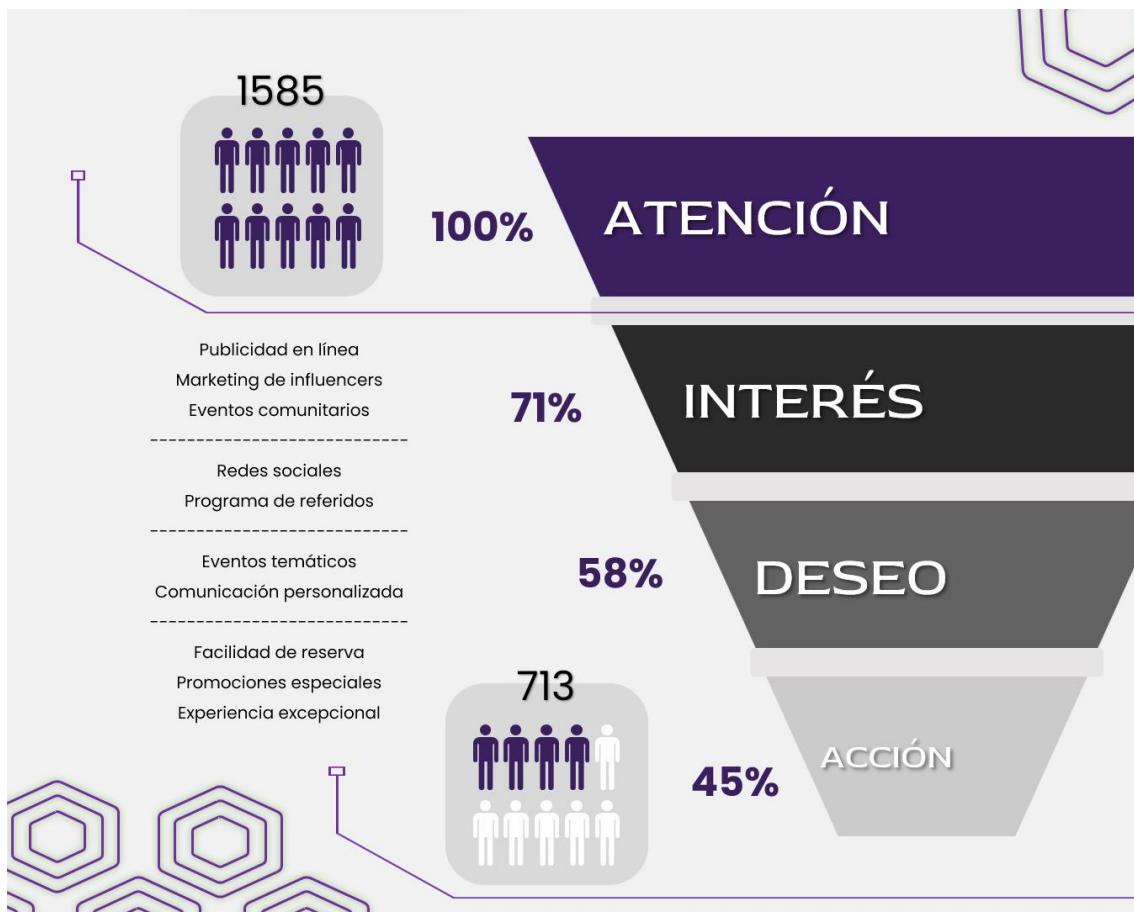 1585
100%
ATENCIÓN
Publicidad en línea
Marketing de influencers
Eventos comunitarios
71%
INTERÉS
Redes sociales
Programa de referidos
58%
DESEO
Eventos temáticos
Comunicación personalizada
Facilidad de reserva
Promociones especiales
Experiencia excepcional
713
45%
ACCIÓN